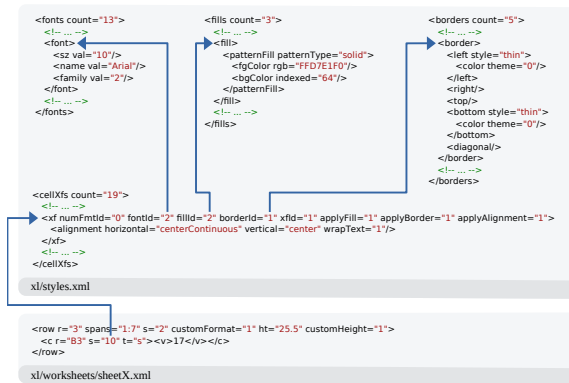 <fonts count="13">
<!-- ... -->
<font>
<sz val="10"/>
<name val="Arial"/>
<family val="2"/>
</font>
<!-- ... -->
</fonts>
<fills count="3">
<!-- ... -->
<fill>
<patternFill patternType="solid">
<fgColor rgb="FFD7E1F0"/>
<bgColor indexed="64"/>
</patternFill>
</fill>
<!-- ... -->
</fills>
<borders count="5">
<!-- ... -->
<border>
<left style="thin">
<color theme="0"/>
</left>
<right/>
<top/>
<bottom style="thin">
<color theme="0"/>
</bottom>
<diagonal/>
</border>
<!-- ... -->
</borders>
<cellXfs count="19">
<!-- ... -->
<xf numFmtId="0" fontId="2" fillId="2" borderId="1" xfId="1" applyFill="1" applyBorder="1" applyAlignment="1">
<alignment horizontal="centerContinuous" vertical="center" wrapText="1"/>
</xf>
<!-- ... -->
</cellXfs>
xl/styles.xml
<row r="3" spans="1:7" s="2" customFormat="1" ht="25.5" customHeight="1">
<c r="B3" s="10" t="s"><v>17</v></c>
</row>
xl/worksheets/sheetX.xml